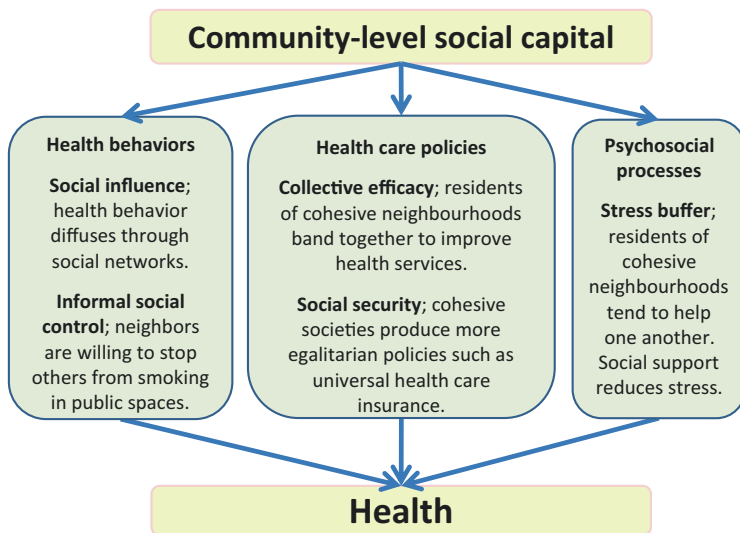 Community-level social capital
Health behaviors
Social influence;
health behavior
diffuses through
social networks.
Informal social
control; neighbors
are willing to stop
others from smoking
in public spaces.
Health care policies
Collective efficacy; residents
of cohesive neighbourhoods
band together to improve
health services.
Social security; cohesive
societies produce more
egalitarian policies such as
universal health care
insurance.
Psychosocial
processes
Stress buffer;
residents of
cohesive
neighbourhoods
tend to help
one another.
Social support
reduces stress.
Health